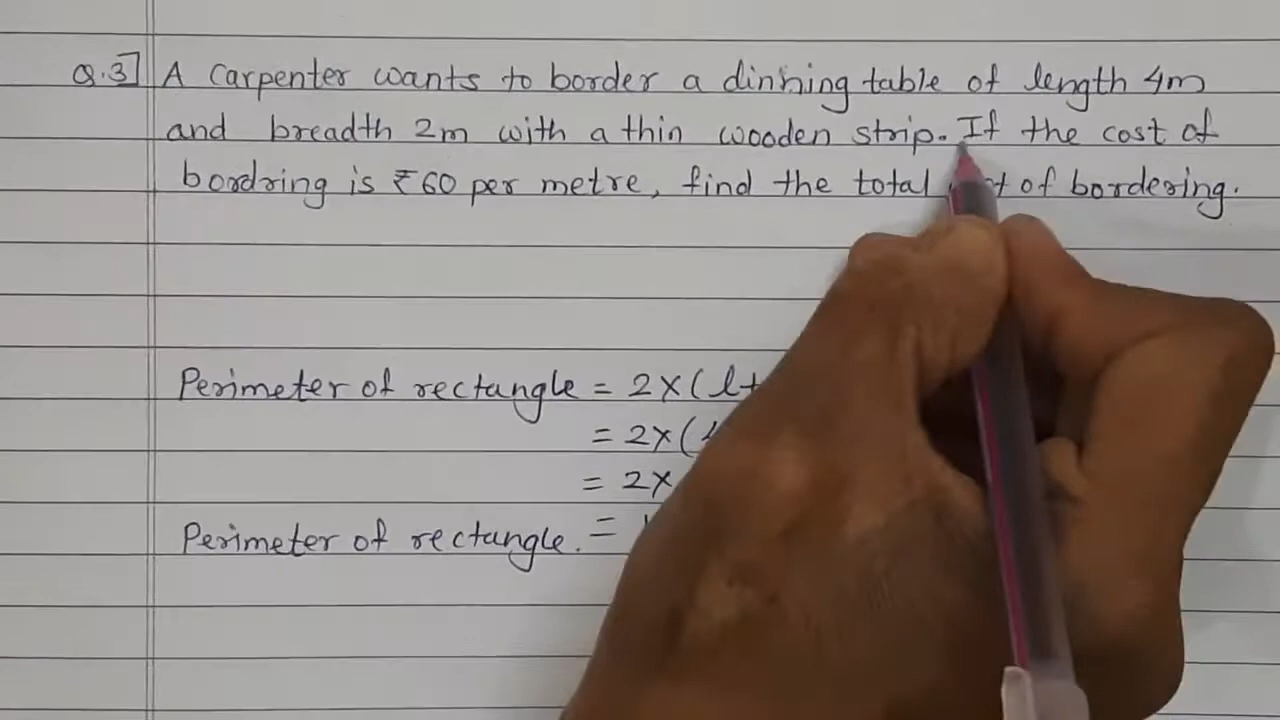 Q.3] A Carpenter wants to border a dinning table of length 4m
and breadth 2m with a thin wooden strip. If the cost of
bordring is ₹60 per metre, find the total of bordering.
Perimeter of rectangle = 2×(l+
= 2×(
= 2×
Perimeter of rectangle. =